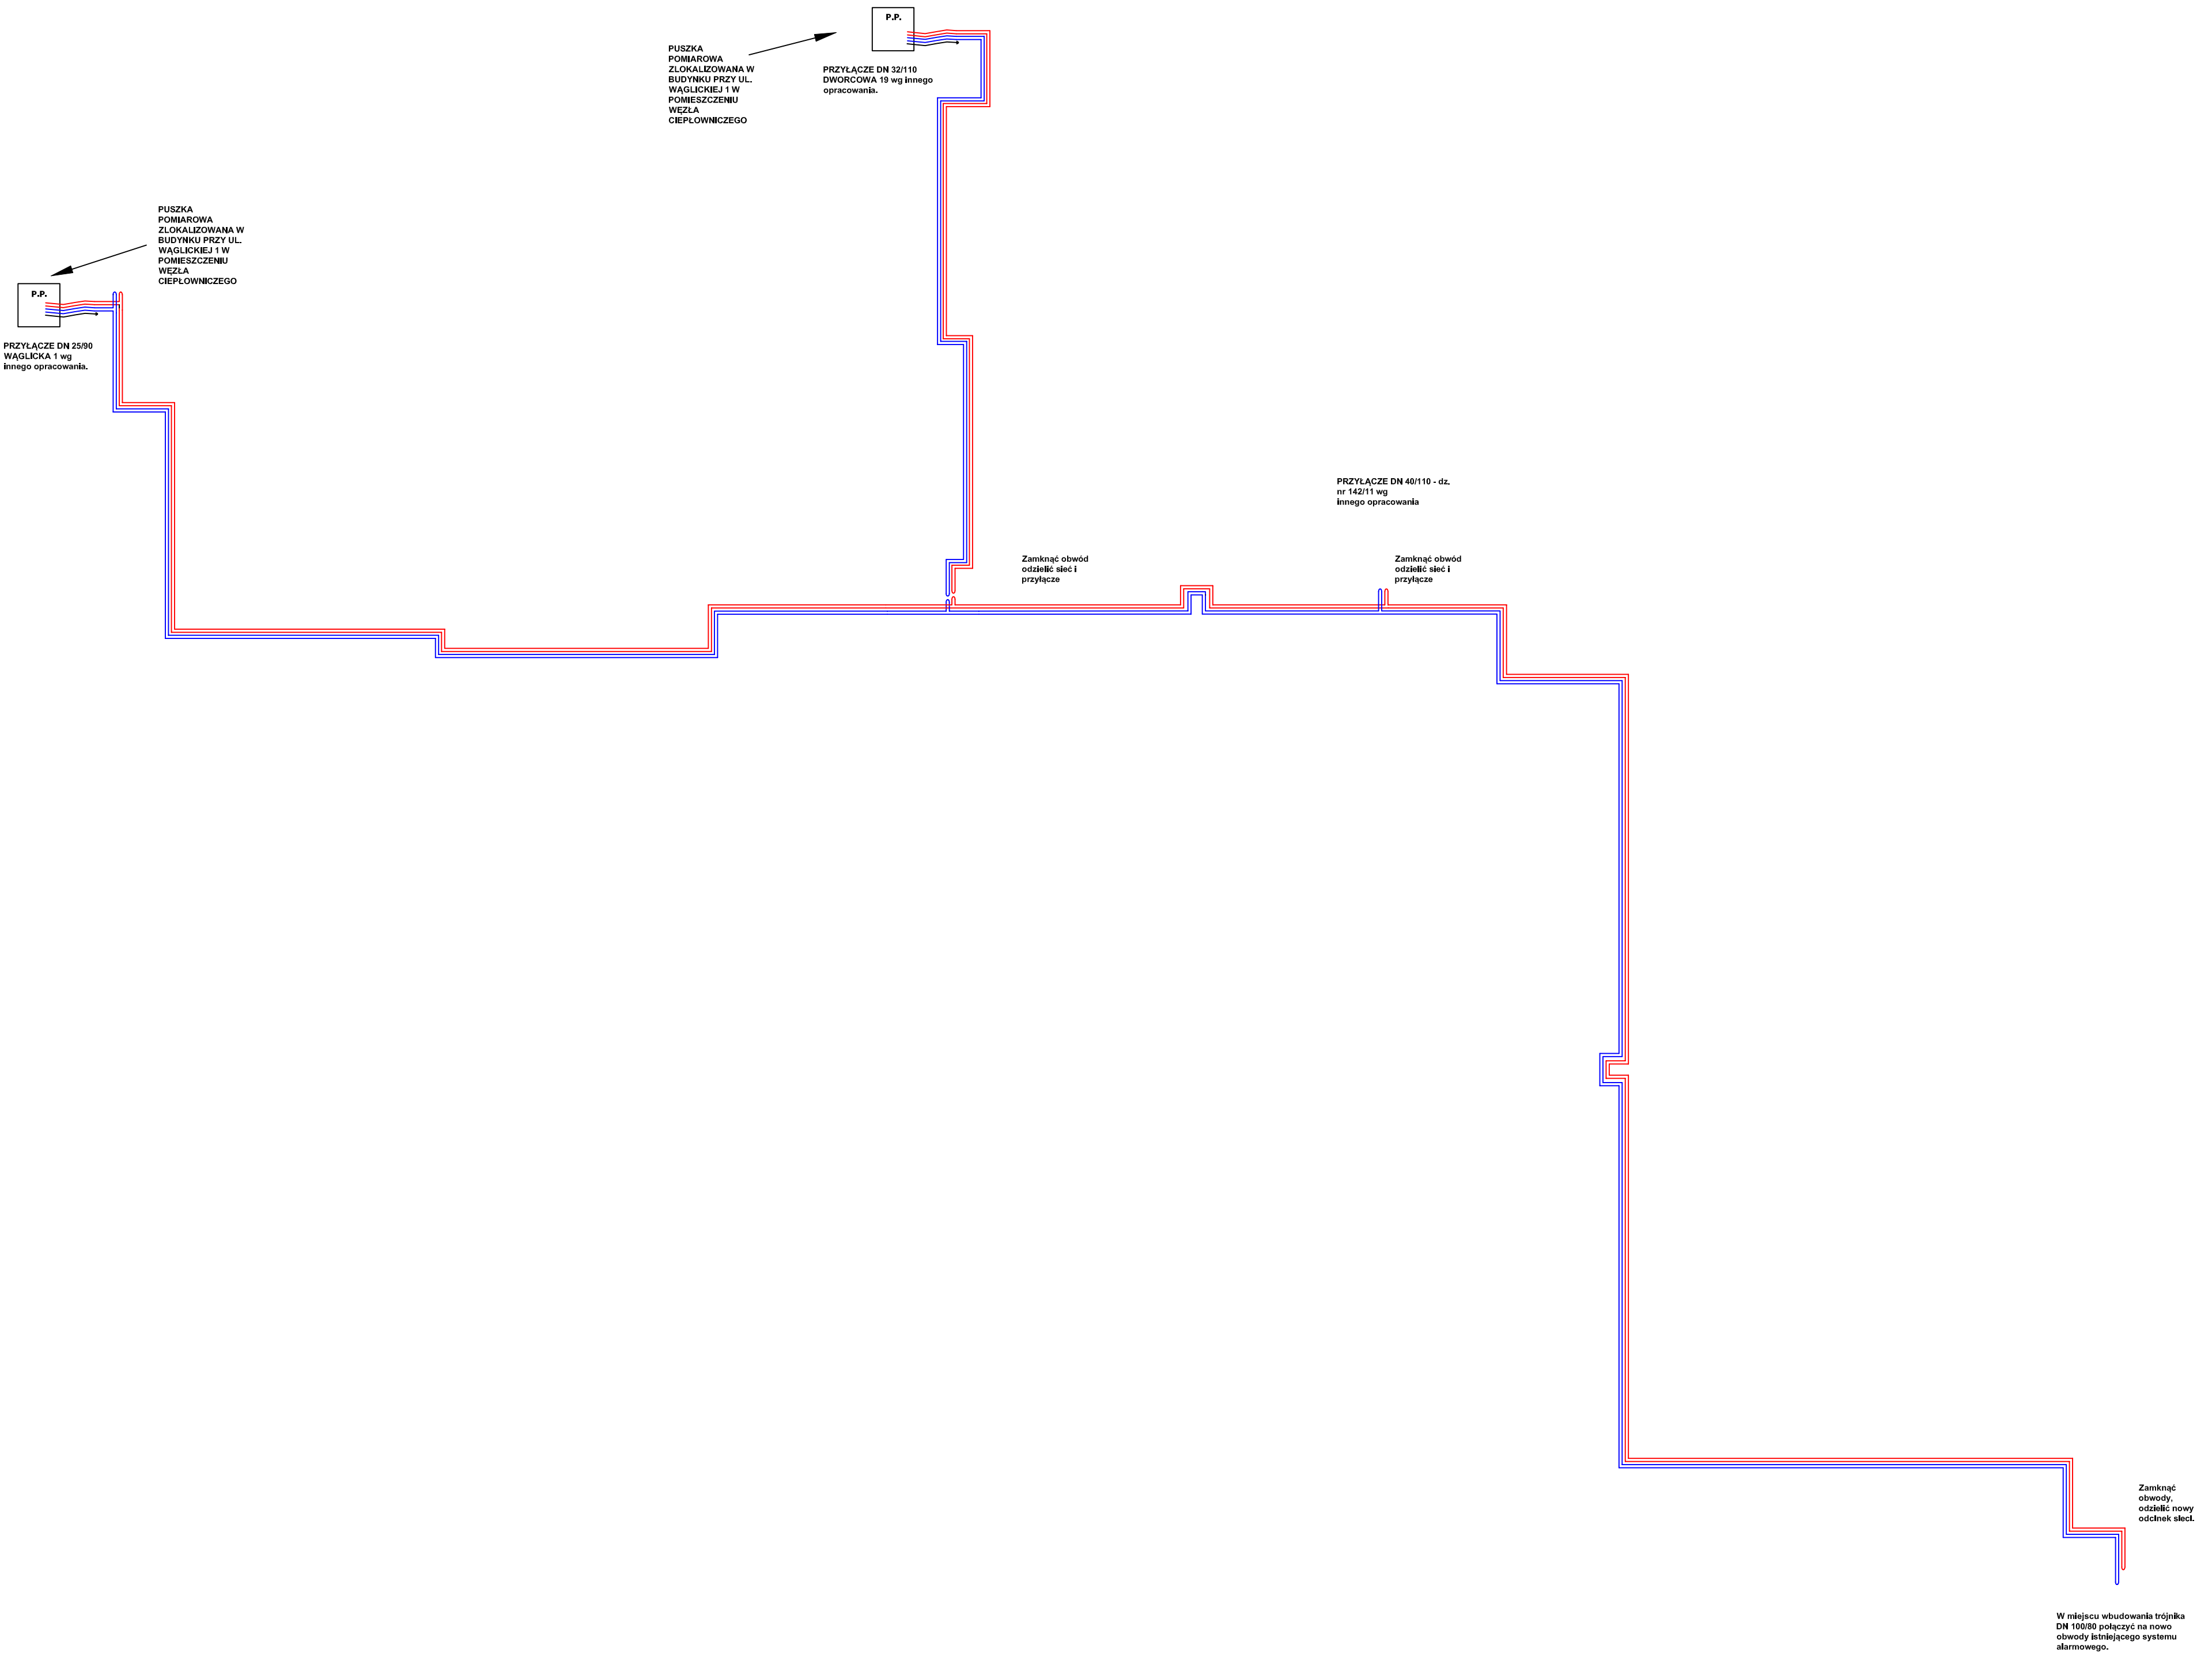 P.P.
PUSZKA
POMIAROWA
ZLOKALIZOWANA W
BUDYNKU PRZY UL.
WĄGLICKIEJ 1 W
POMIESZCZENIU
WĘZŁA
CIEPŁOWNICZEGO
PRZYŁĄCZE DN 32/110
DWORCOWA 19 wg innego
opracowania.
PUSZKA
POMIAROWA
ZLOKALIZOWANA W
BUDYNKU PRZY UL.
WĄGLICKIEJ 1 W
POMIESZCZENIU
WĘZŁA
CIEPŁOWNICZEGO
P.P.
PRZYŁĄCZE DN 25/90
WĄGLICKA 1 wg
innego opracowania.
PRZYŁĄCZE DN 40/110 - dz.
nr 142/11 wg
innego opracowania
Zamknąć obwód
odzielić sieć i
przyłącze
Zamknąć obwód
odzielić sieć i
przyłącze
Zamknąć
obwody,
odzielić nowy
odcinek sieci.
W miejscu wbudowania trójnika
DN 100/80 połączyć na nowo
obwody istniejącego systemu
alarmowego.